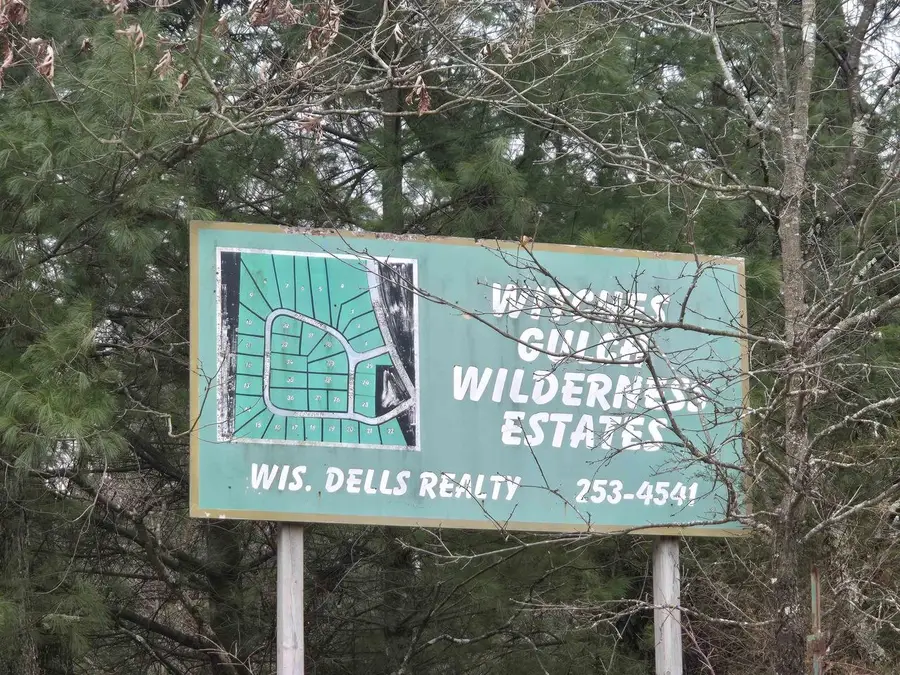 WITCHES
GULCH
WILDERNESS
ESTATES
WIS. DELLS REALTY 253-4541